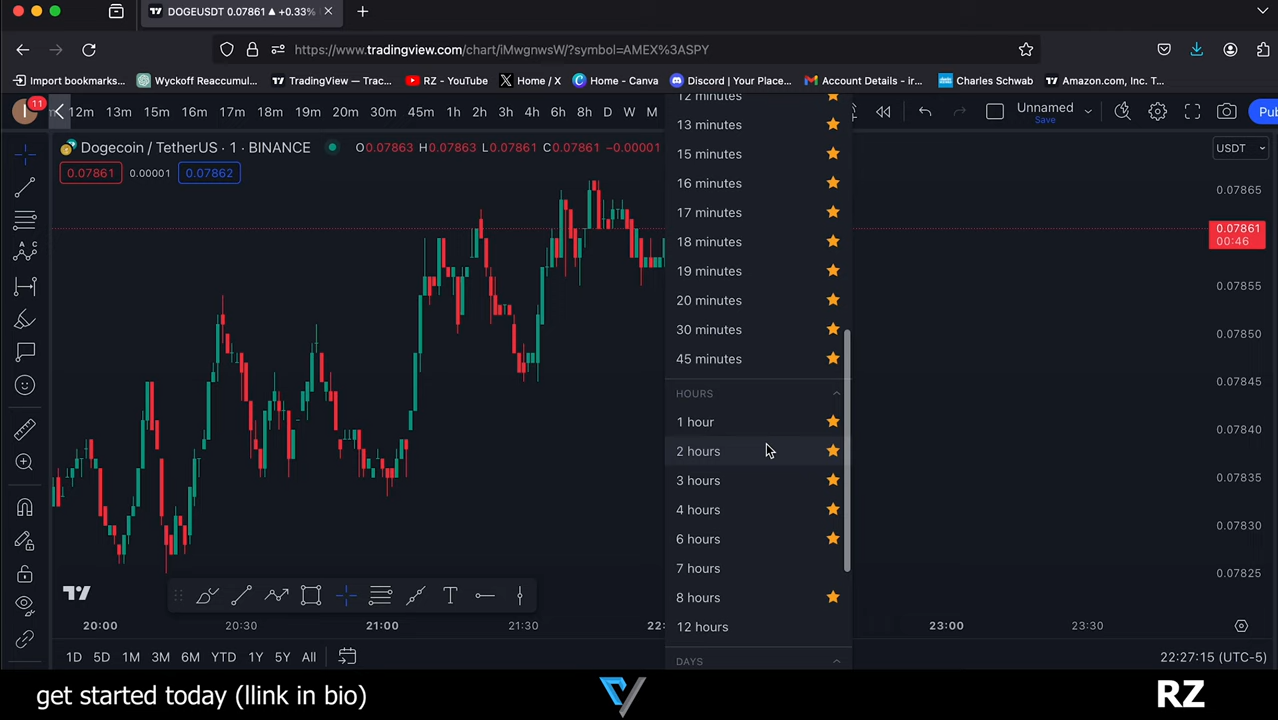 DOGEUSDT 0.07861 ▲ +0.33%
https://www.tradingview.com/chart/iMwgnwsW/?symbol=AMEX%3ASPY
Import bookmarks... Wyckoff Reaccumul... TradingView — Trac... RZ - YouTube Home / X Home - Canva Discord | Your Place... Account Details - ir... Charles Schwab Amazon.com, Inc. T...
I 11 12m 13m 15m 16m 17m 18m 19m 20m 30m 45m 1h 2h 3h 4h 6h 8h D W M
Unnamed
Save
Pub
Dogecoin / TetherUS · 1 · BINANCE O0.07863 H0.07863 L0.07861 C0.07861 −0.00001
0.07861 0.00001 0.07862
12 minutes
13 minutes
15 minutes
16 minutes
17 minutes
18 minutes
19 minutes
20 minutes
30 minutes
45 minutes
HOURS
1 hour
2 hours
3 hours
4 hours
6 hours
7 hours
8 hours
12 hours
DAYS
USDT
0.07865
0.07861
00:46
0.07855
0.07850
0.07845
0.07840
0.07835
0.07830
0.07825
20:00 20:30 21:00 21:30 22: 23:00 23:30
1D 5D 1M 3M 6M YTD 1Y 5Y All
22:27:15 (UTC-5)
get started today (llink in bio)
RZ